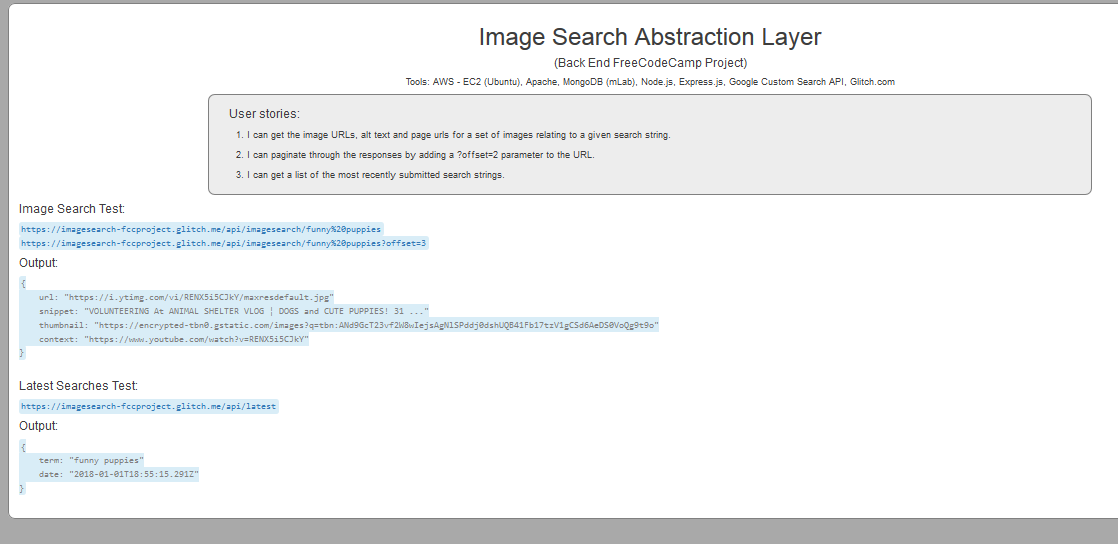 Image Search Abstraction Layer
(Back End FreeCodeCamp Project)
Tools: AWS - EC2 (Ubuntu), Apache, MongoDB (mLab), Node.js, Express.js, Google Custom Search API, Glitch.com
User stories:
1. I can get the image URLs, alt text and page urls for a set of images relating to a given search string.
2. I can paginate through the responses by adding a ?offset=2 parameter to the URL.
3. I can get a list of the most recently submitted search strings.
Image Search Test:
https://imagesearch-fccproject.glitch.me/api/imagesearch/funny%20puppies
https://imagesearch-fccproject.glitch.me/api/imagesearch/funny%20puppies?offset=3
Output:
{
url: "https://i.ytimg.com/vi/RENX5i5CJkY/maxresdefault.jpg"
snippet: "VOLUNTEERING At ANIMAL SHELTER VLOG ¦ DOGS and CUTE PUPPIES! 31 ..."
thumbnail: "https://encrypted-tbn0.gstatic.com/images?q=tbn:ANd9GcT23vf2W8wIejsAgNlSPddj0dshUQB41Fb17tzV1gCSd6AeDS0VoQg9t9o"
context: "https://www.youtube.com/watch?v=RENX5i5CJkY"
}
Latest Searches Test:
https://imagesearch-fccproject.glitch.me/api/latest
Output:
{
term: "funny puppies"
date: "2018-01-01T18:55:15.291Z"
}